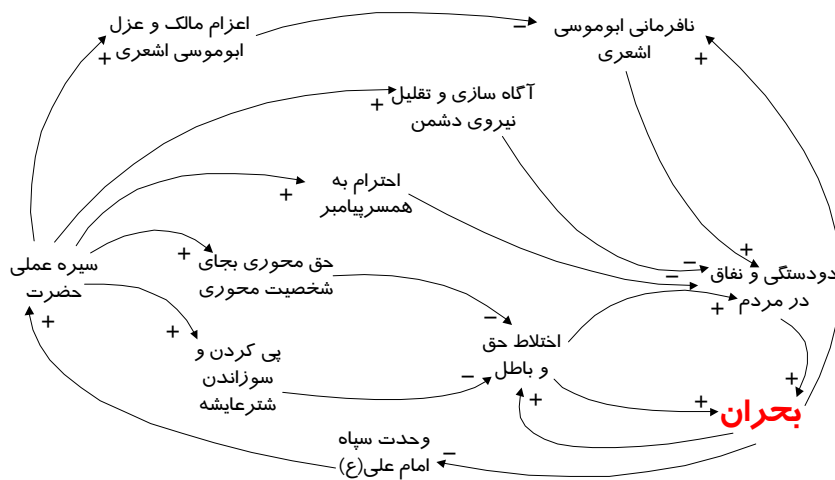 اعزام مالک و عزل
ابوموسی اشعری
نافرمانی ابوموسی
اشعری
آگاه سازی و تقلیل
نیروی دشمن
احترام به
همسرپیامبر
سیره عملی
حضرت
حق محوری بجای
شخصیت محوری
دودستگی و نفاق
در مردم
اختلاط حق
و باطل
پی کردن و
سوزاندن
شترعایشه
بحران
وحدت سپاه
امام علی(ع)